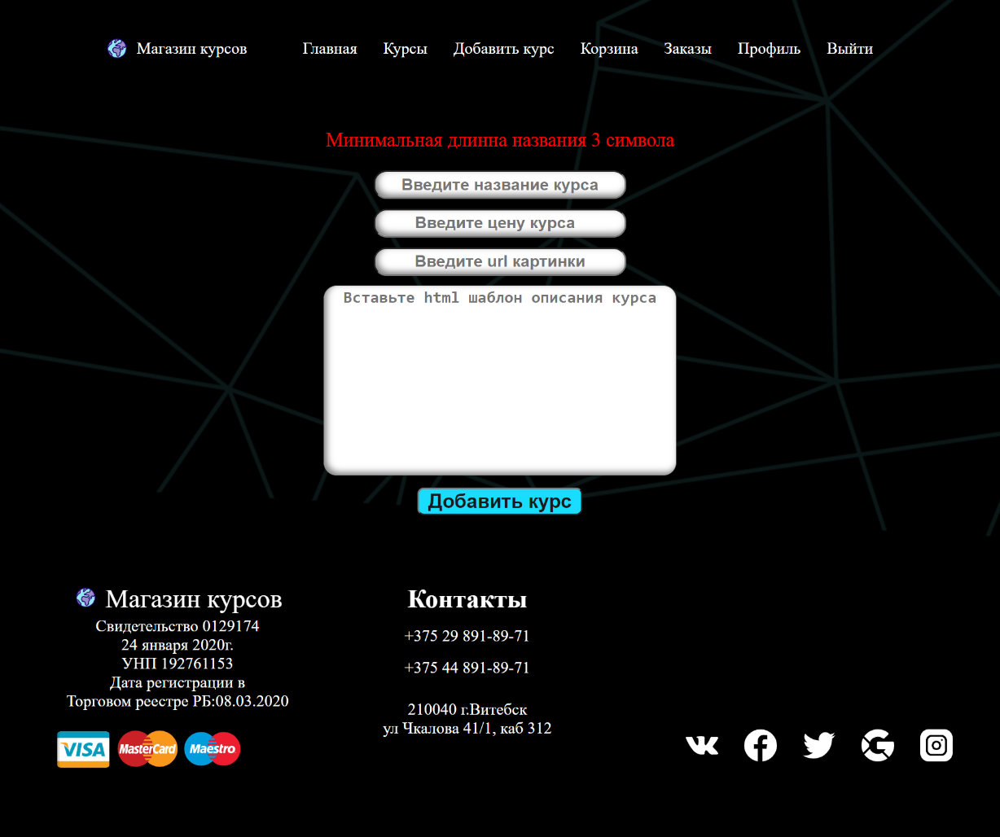 Магазин курсов
Главная
Курсы
Добавить курс
Корзина
Заказы
Профиль
Выйти
Минимальная длинна названия 3 символа
Введите название курса
Введите цену курса
Введите url картинки
Вставьте html шаблон описания курса
Добавить курс
Магазин курсов
Свидетельство 0129174
24 января 2020г.
УНП 192761153
Дата регистрации в
Торговом реестре РБ:08.03.2020
VISA
MasterCard
Maestro
Контакты
+375 29 891-89-71
+375 44 891-89-71
210040 г.Витебск
ул Чкалова 41/1, каб 312